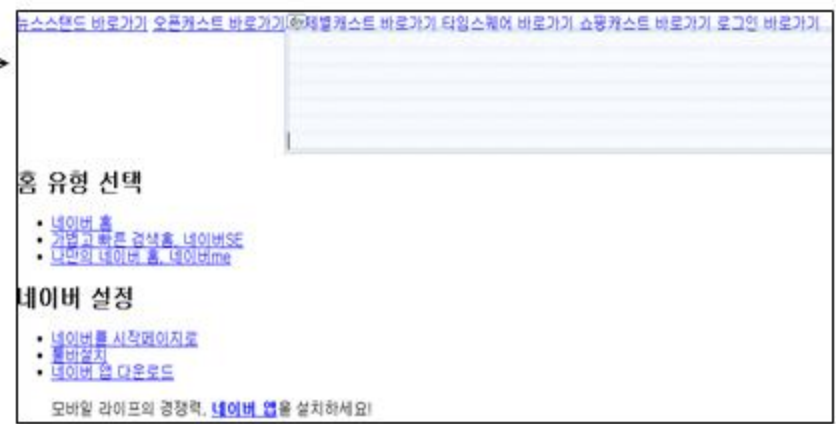 뉴스스탠드 바로가기 오픈캐스트 바로가기 주제별캐스트 바로가기 타임스퀘어 바로가기 쇼핑캐스트 바로가기 로그인 바로가기
홈 유형 선택
• 네이버 홈
• 가볍고 빠른 검색홈, 네이버SE
• 나만의 네이버 홈, 네이버me
네이버 설정
• 네이버를 시작페이지로
• 툴바설치
• 네이버 앱 다운로드
모바일 라이프의 경쟁력, 네이버 앱을 설치하세요!